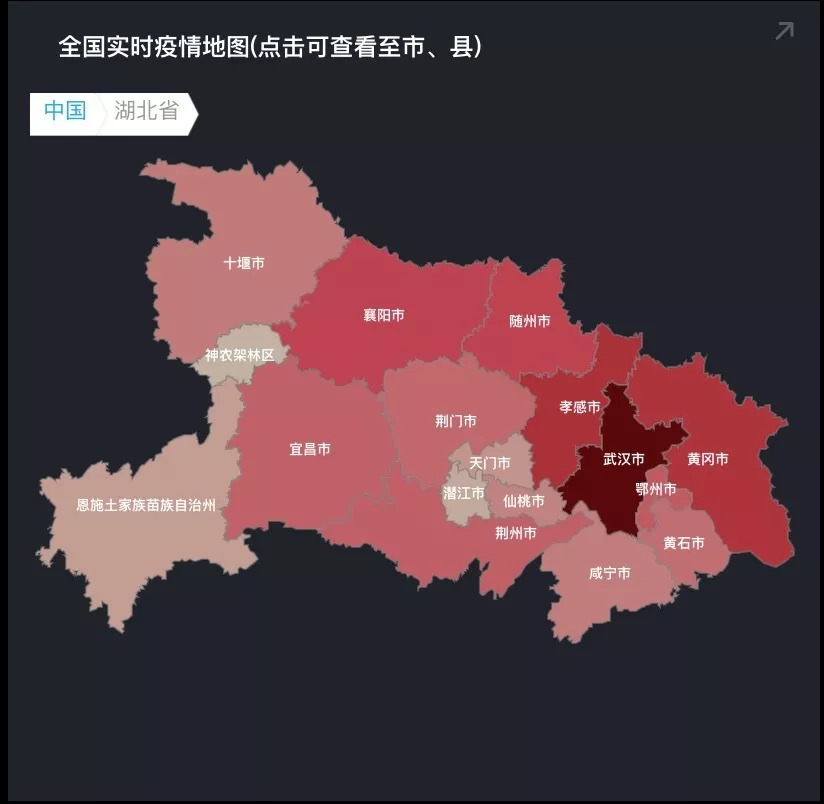 全国实时疫情地图(点击可查看至市、县)
中国 湖北省
十堰市
襄阳市
随州市
神农架林区
孝感市
荆门市
宜昌市
武汉市
黄冈市
天门市
鄂州市
潜江市
仙桃市
恩施土家族苗族自治州
荆州市
黄石市
咸宁市